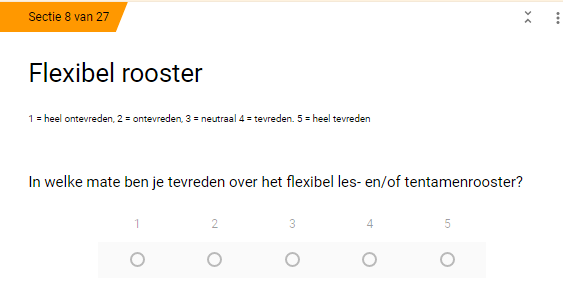 Sectie 8 van 27
Flexibel rooster
1 = heel ontevreden, 2 = ontevreden, 3 = neutraal 4 = tevreden. 5 = heel tevreden
In welke mate ben je tevreden over het flexibel les- en/of tentamenrooster?
1 2 3 4 5